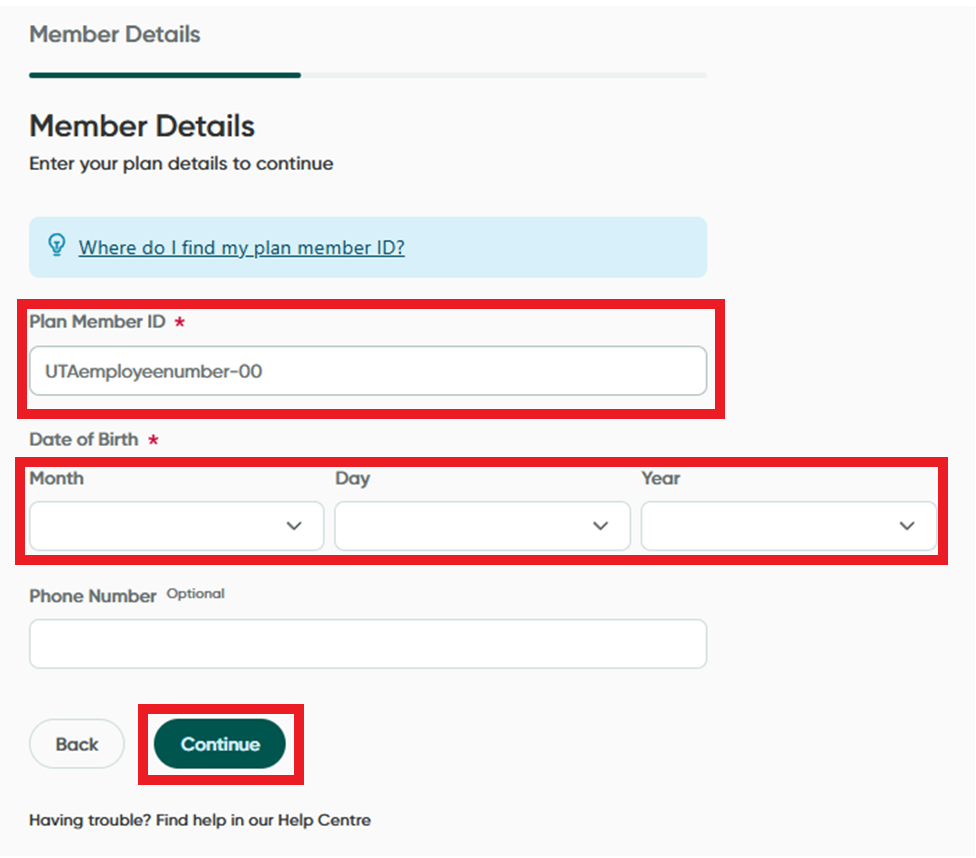 Member Details
Member Details
Enter your plan details to continue
Where do I find my plan member ID?
Plan Member ID *
UTAemployeenumber-00
Date of Birth *
Month Day Year
Phone Number Optional
Back Continue
Having trouble? Find help in our Help Centre